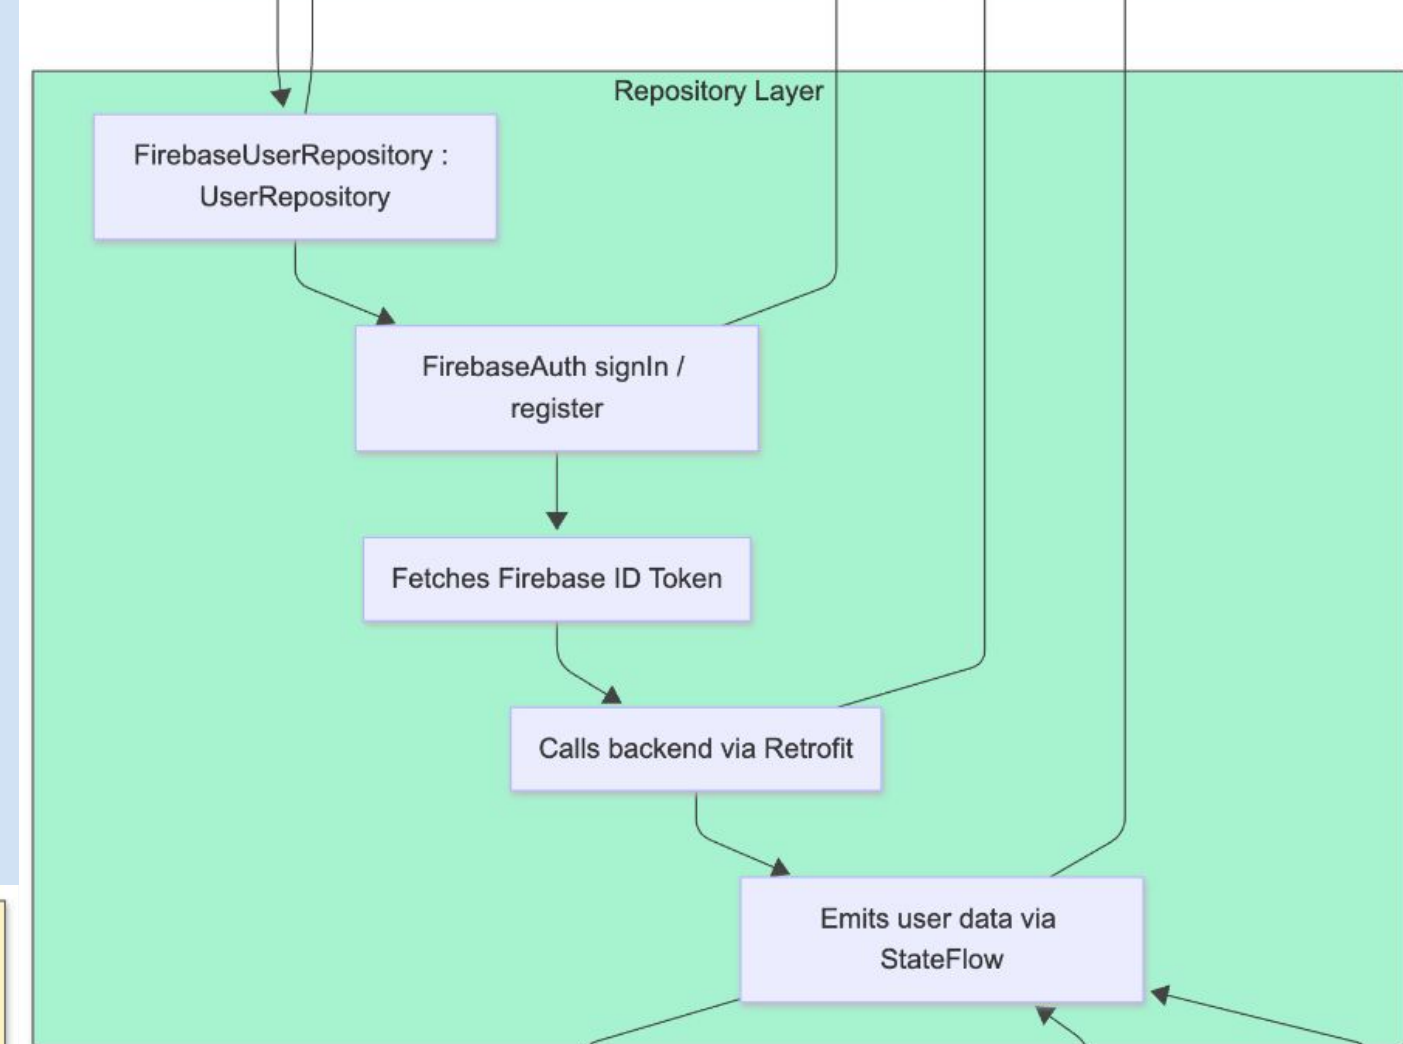 Repository Layer
FirebaseUserRepository :
UserRepository
FirebaseAuth signIn /
register
Fetches Firebase ID Token
Calls backend via Retrofit
Emits user data via
StateFlow